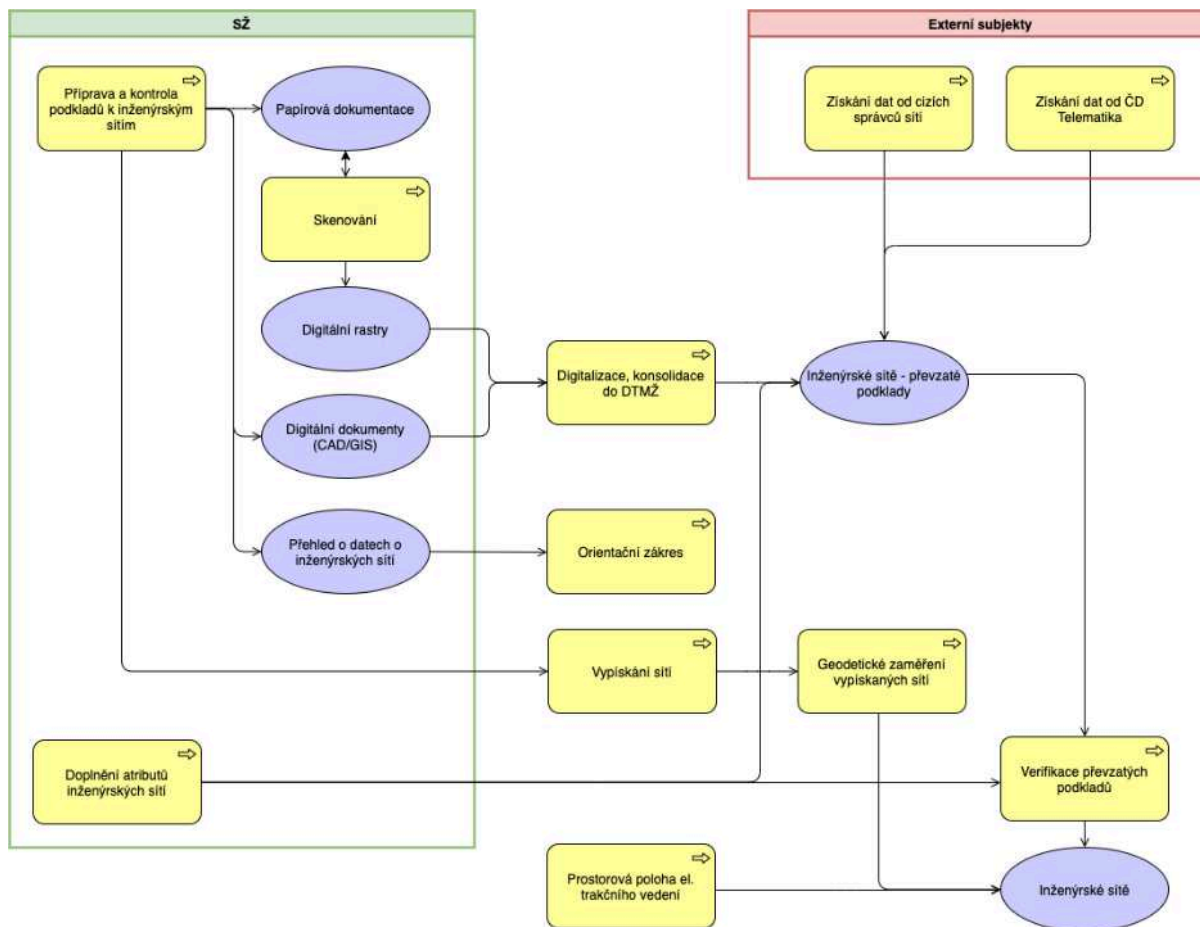 SŽ
Externí subjekty
Příprava a kontrola
podkladů k inženýrským
sítím
Papírová dokumentace
Získání dat od cizích
správců sítí
Získání dat od ČD
Telematika
Skenování
Digitální rastry
Digitalizace, konsolidace
do DTMŽ
Inženýrské sítě - převzaté
podklady
Digitální dokumenty
(CAD/GIS)
Přehled o datech o
inženýrských sítí
Orientační zákres
Vypískání sítí
Geodetické zaměření
vypískaných sítí
Doplnění atributů
inženýrských sítí
Verifikace převzatých
podkladů
Prostorová poloha el.
trakčního vedení
Inženýrské sítě